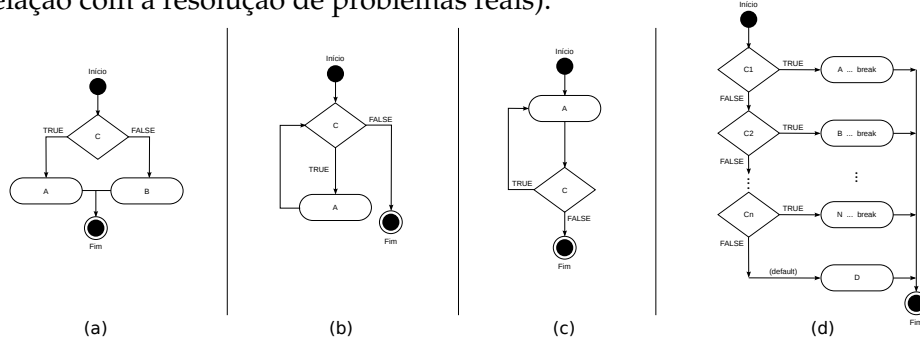 elação com a resolução de problemas reais).
Início
C
TRUE
FALSE
A
B
Fim
(a)
Início
C
FALSE
TRUE
A
Fim
(b)
Início
A
TRUE
C
FALSE
Fim
(c)
Início
C1
TRUE
A ... break
FALSE
C2
TRUE
B ... break
FALSE
⋮
⋮
Cn
TRUE
N ... break
FALSE
(default)
D
Fim
(d)